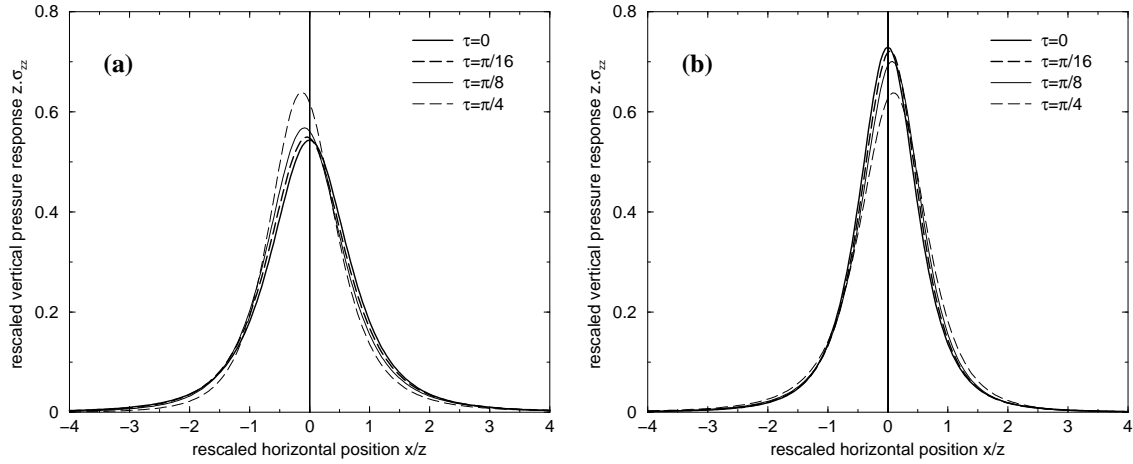 (a)
τ=0
τ=π/16
τ=π/8
τ=π/4
0.8
0.6
0.4
0.2
0
−4 −3 −2 −1 0 1 2 3 4
rescaled horizontal position x/z
rescaled vertical pressure response z.σzz
(b)
τ=0
τ=π/16
τ=π/8
τ=π/4
0.8
0.6
0.4
0.2
0
−4 −3 −2 −1 0 1 2 3 4
rescaled horizontal position x/z
rescaled vertical pressure response z.σzz